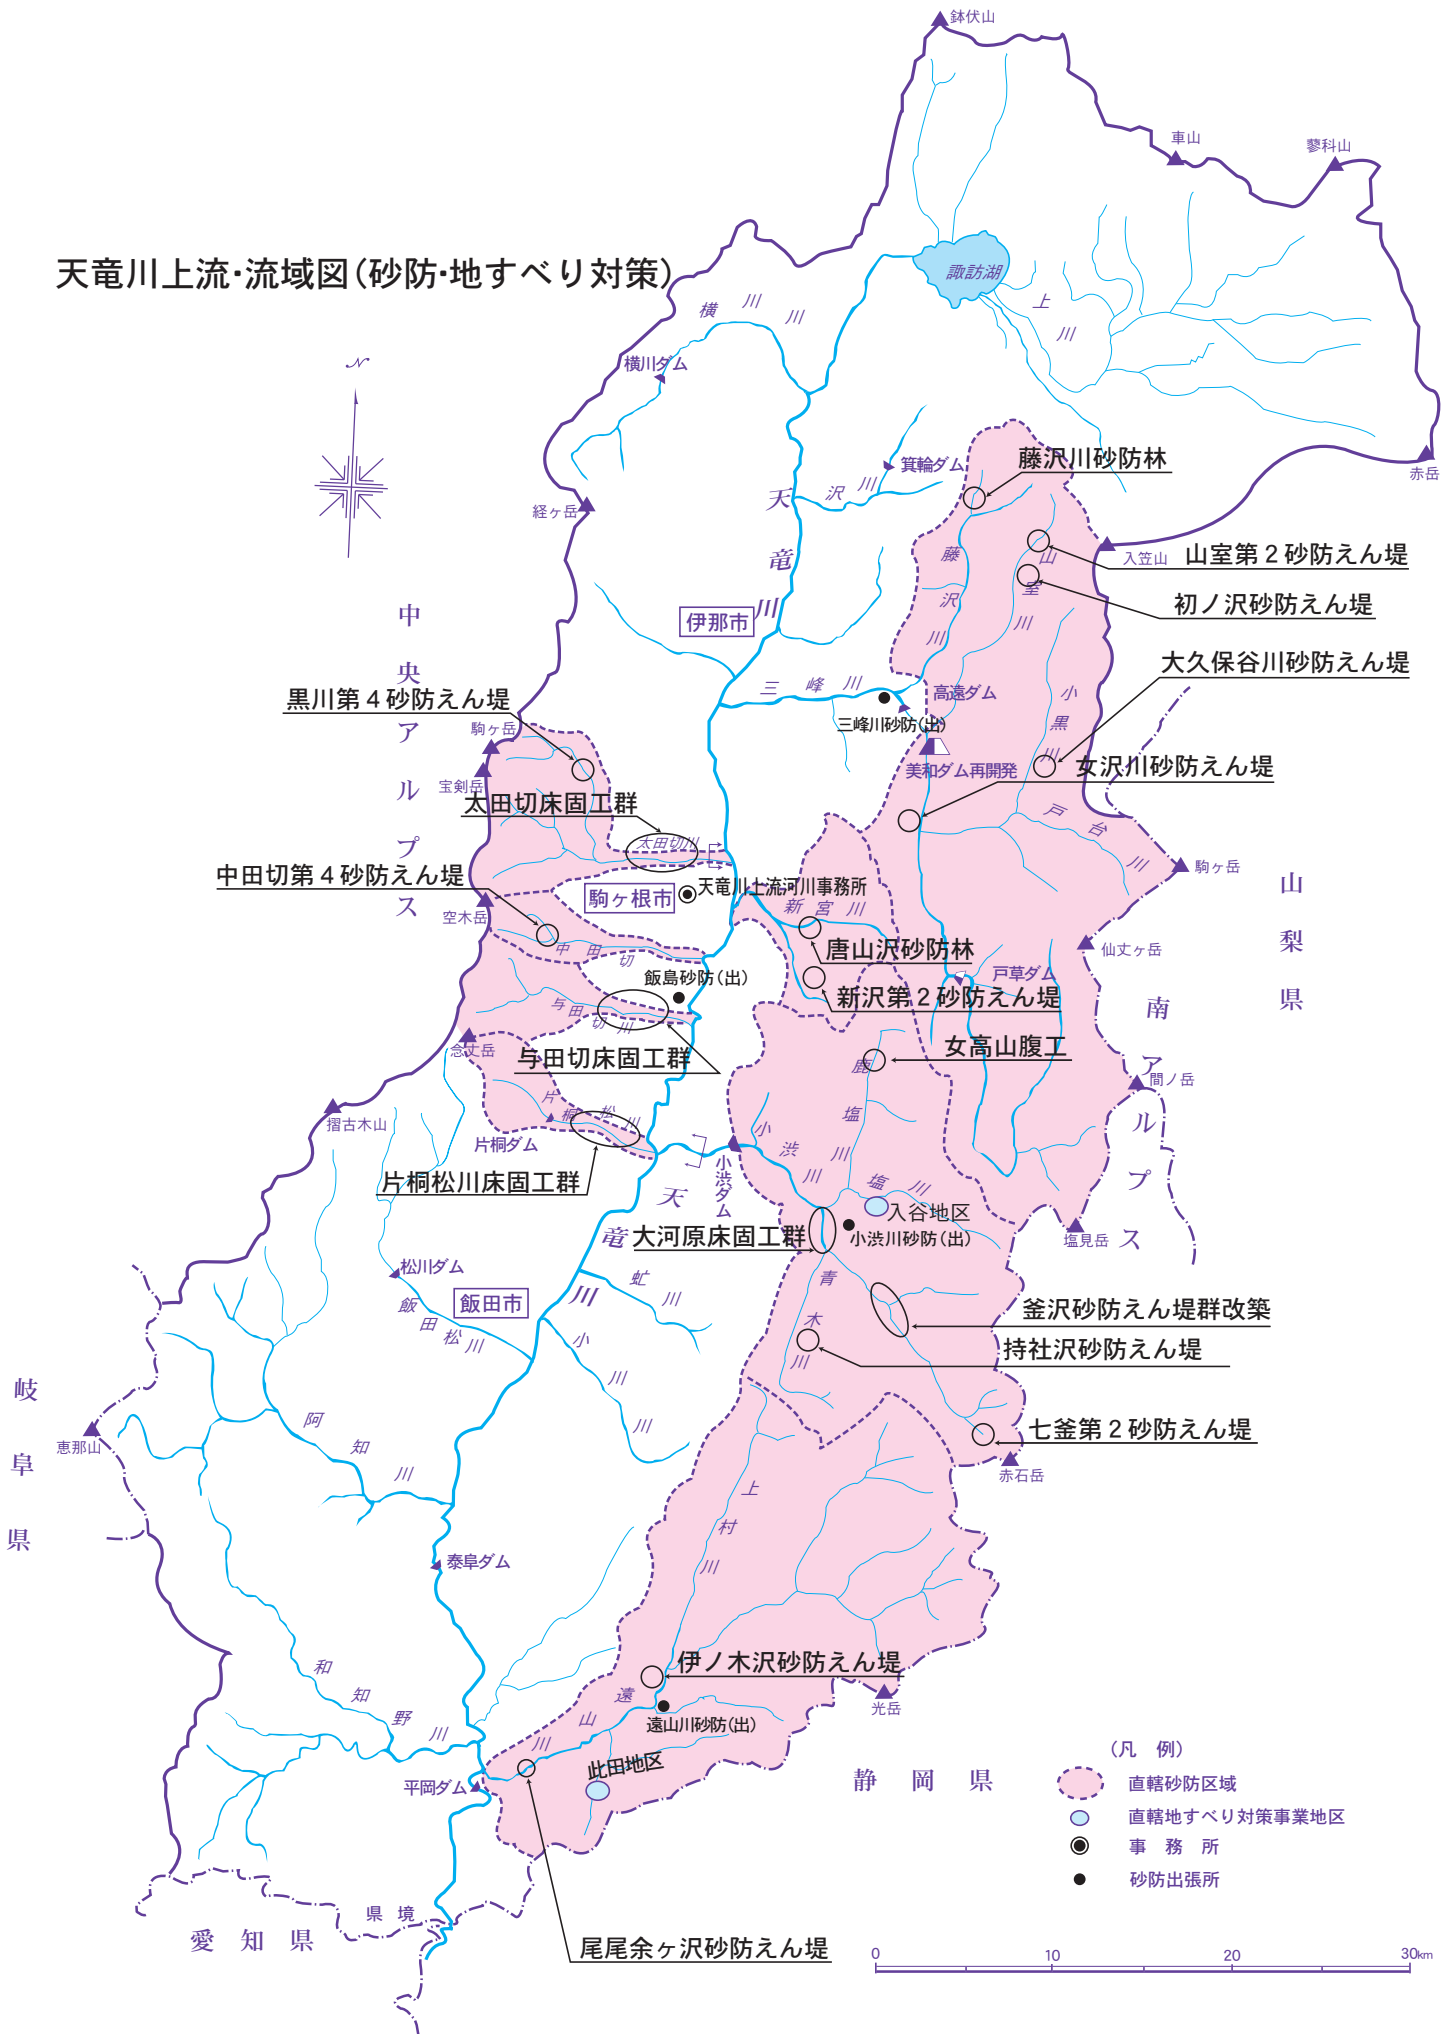 鉢伏山
車山
蓼科山
天竜川上流・流域図(砂防・地すべり対策)
諏訪湖
上川
横川川
横川ダム
N
赤岳
箕輪ダム
藤沢川砂防林
沢川
天竜川
経ヶ岳
入笠山
山室第2砂防えん堤
藤沢川
山室川
初ノ沢砂防えん堤
伊那市
中央アルプス
大久保谷川砂防えん堤
三峰川
高遠ダム
小黒川
黒川第4砂防えん堤
三峰川砂防(出)
駒ヶ岳
美和ダム再開発
女沢川砂防えん堤
宝剣岳
太田切床固工群
太田切川
戸台川
駒ヶ岳
中田切第4砂防えん堤
天竜川上流河川事務所
駒ヶ根市
新宮川
山梨県
空木岳
中田切
唐山沢砂防林
仙丈ヶ岳
飯島砂防(出)
戸草ダム
新沢第2砂防えん堤
南アルプス
与田切川
念丈岳
与田切床固工群
女高山腹工
鹿塩川
間ノ岳
摺古木山
片桐松川
片桐ダム
小渋川
小渋ダム
片桐松川床固工群
塩川
入谷地区
天竜川
大河原床固工群
小渋川砂防(出)
塩見岳
松川ダム
虻川
青木川
飯田市
飯田松川
釜沢砂防えん堤群改築
小川川
持社沢砂防えん堤
岐阜県
恵那山
阿知川
七釜第2砂防えん堤
赤石岳
上村川
泰阜ダム
伊ノ木沢砂防えん堤
和知野川
遠山川
遠山川砂防(出)
光岳
此田地区
平岡ダム
静岡県
(凡 例)
直轄砂防区域
直轄地すべり対策事業地区
事 務 所
砂防出張所
県境
愛知県
尾尾余ヶ沢砂防えん堤
0 10 20 30km